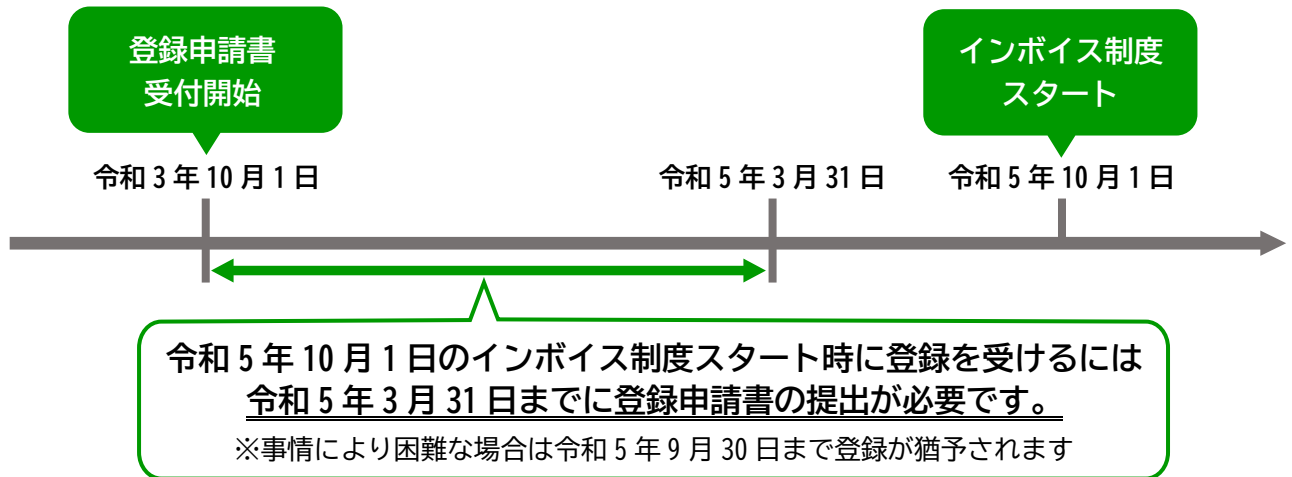 登録申請書
受付開始
インボイス制度
スタート
令和3年10月1日
令和5年3月31日
令和5年10月1日
令和5年10月1日のインボイス制度スタート時に登録を受けるには
令和5年3月31日までに登録申請書の提出が必要です。
※事情により困難な場合は令和5年9月30日まで登録が猶予されます